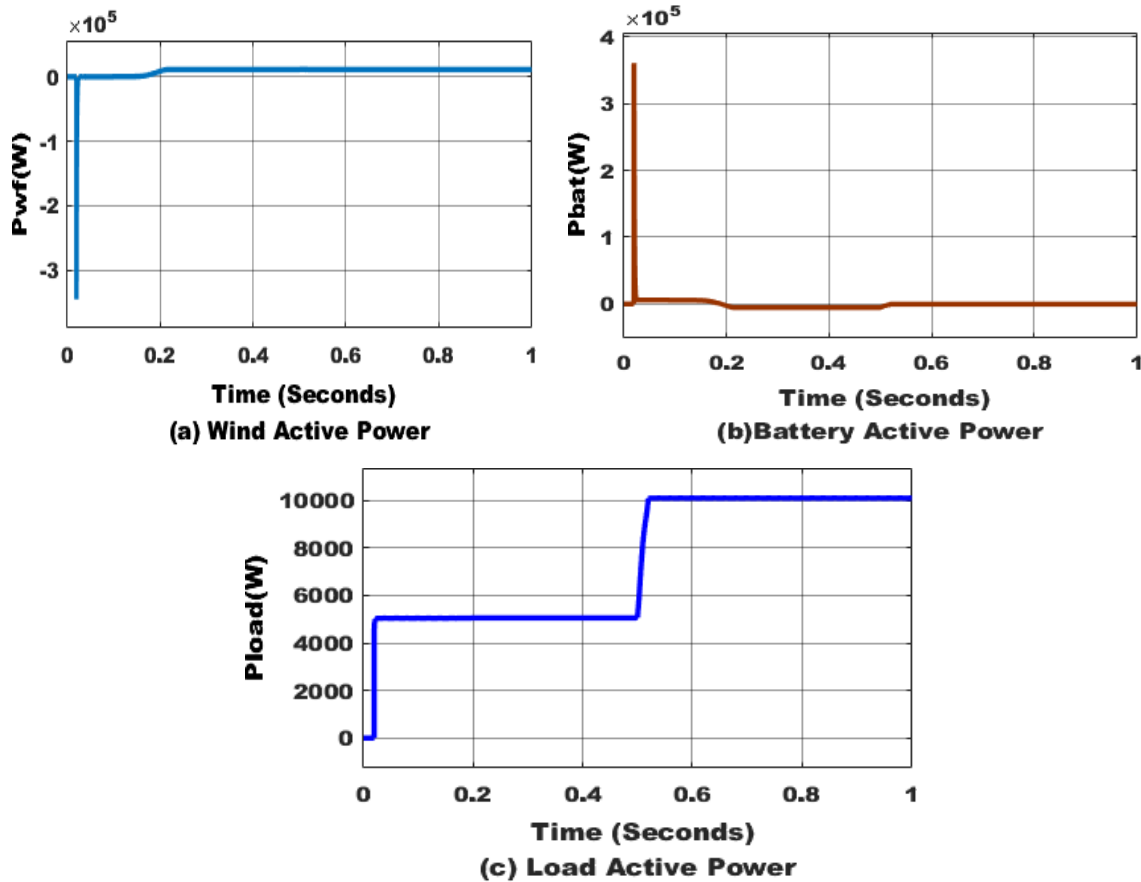 ×10^5
0
-1
-2
-3
Pwf(W)
0 0.2 0.4 0.6 0.8 1
Time (Seconds)
(a) Wind Active Power
×10^5
4
3
2
1
0
Pbat(W)
0 0.2 0.4 0.6 0.8 1
Time (Seconds)
(b)Battery Active Power
10000
8000
6000
4000
2000
0
Pload(W)
0 0.2 0.4 0.6 0.8 1
Time (Seconds)
(c) Load Active Power